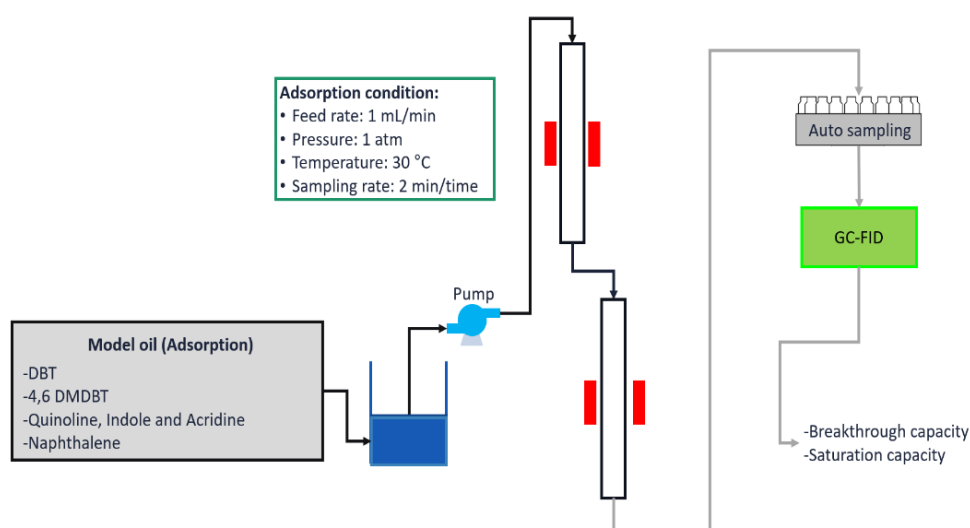 Adsorption condition:
• Feed rate: 1 mL/min
• Pressure: 1 atm
• Temperature: 30 °C
• Sampling rate: 2 min/time
Auto sampling
GC-FID
Pump
Model oil (Adsorption)
-DBT
-4,6 DMDBT
-Quinoline, Indole and Acridine
-Naphthalene
-Breakthrough capacity
-Saturation capacity